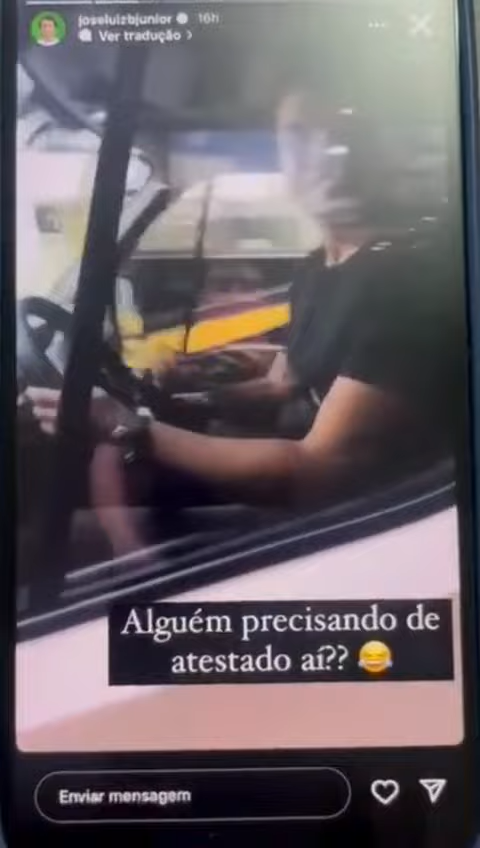 joseluizbjunior 16h
Ver tradução
Alguém precisando de
atestado aí?? 😂
Enviar mensagem